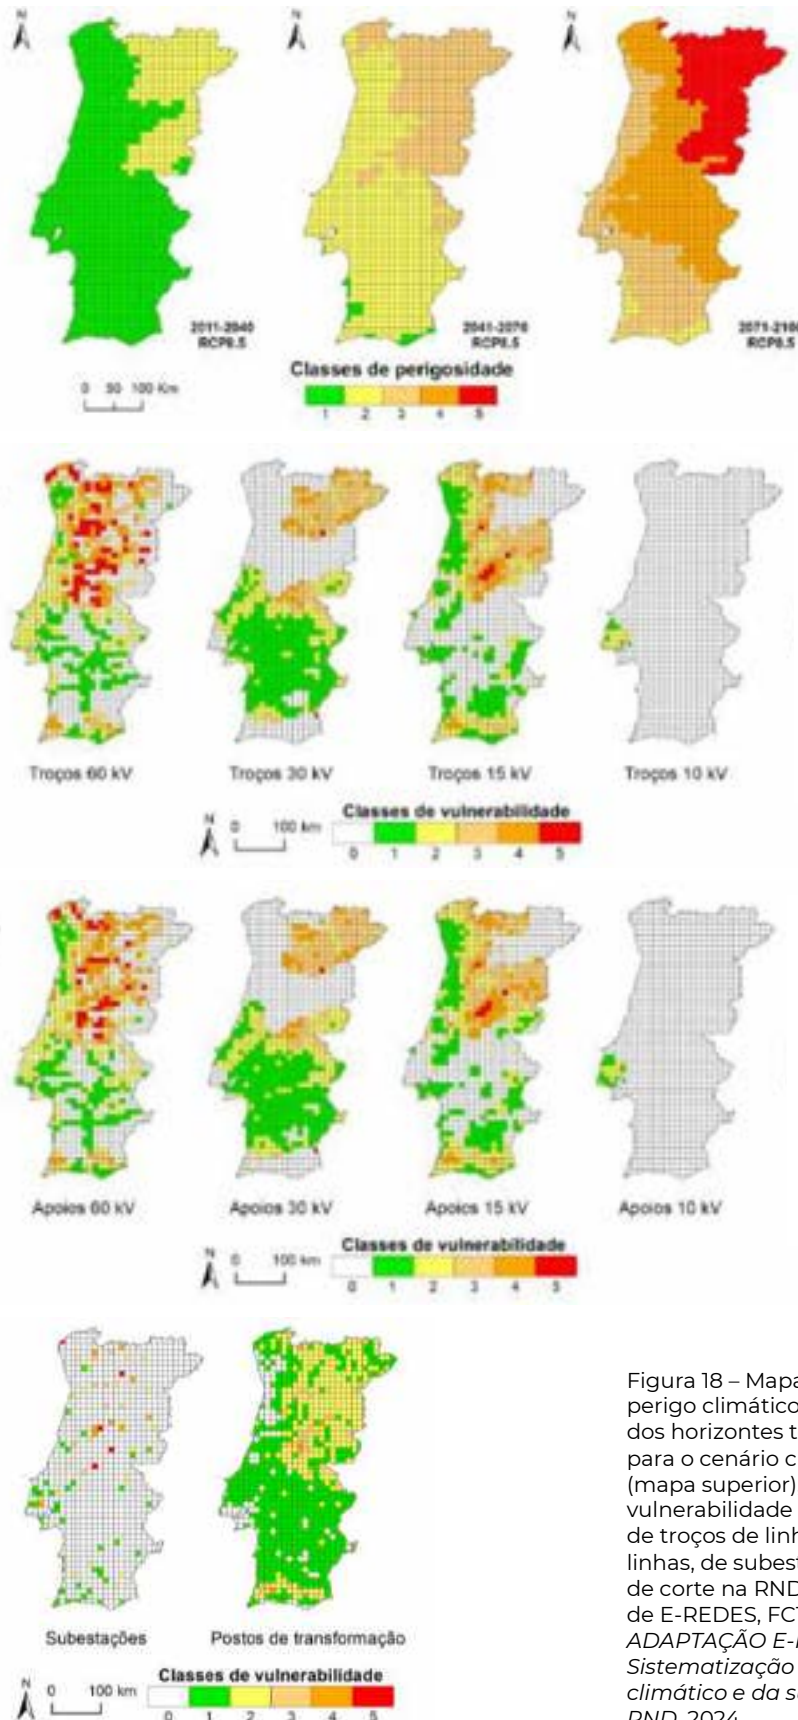 N
N
N
2011-2040
RCP8.5
2041-2070
RCP8.5
2071-2100
RCP8.5
Classes de perigosidade
0 50 100 Km
1 2 3 4 5
Troços 60 kV
Troços 30 kV
Troços 15 kV
Troços 10 kV
Classes de vulnerabilidade
N
0 100 km
0 1 2 3 4 5
Apoios 60 kV
Apoios 30 kV
Apoios 15 kV
Apoios 10 kV
Classes de vulnerabilidade
N
0 100 km
0 1 2 3 4 5
Subestações
Postos de transformação
Classes de vulnerabilidade
N
0 100 km
0 1 2 3 4 5
Figura 18 – Mapa
perigo climático
dos horizontes t
para o cenário c
(mapa superior)
vulnerabilidade
de troços de linh
linhas, de subest
de corte na RND
de E-REDES, FCT
ADAPTAÇÃO E-
Sistematização
climático e da s
RND, 2024